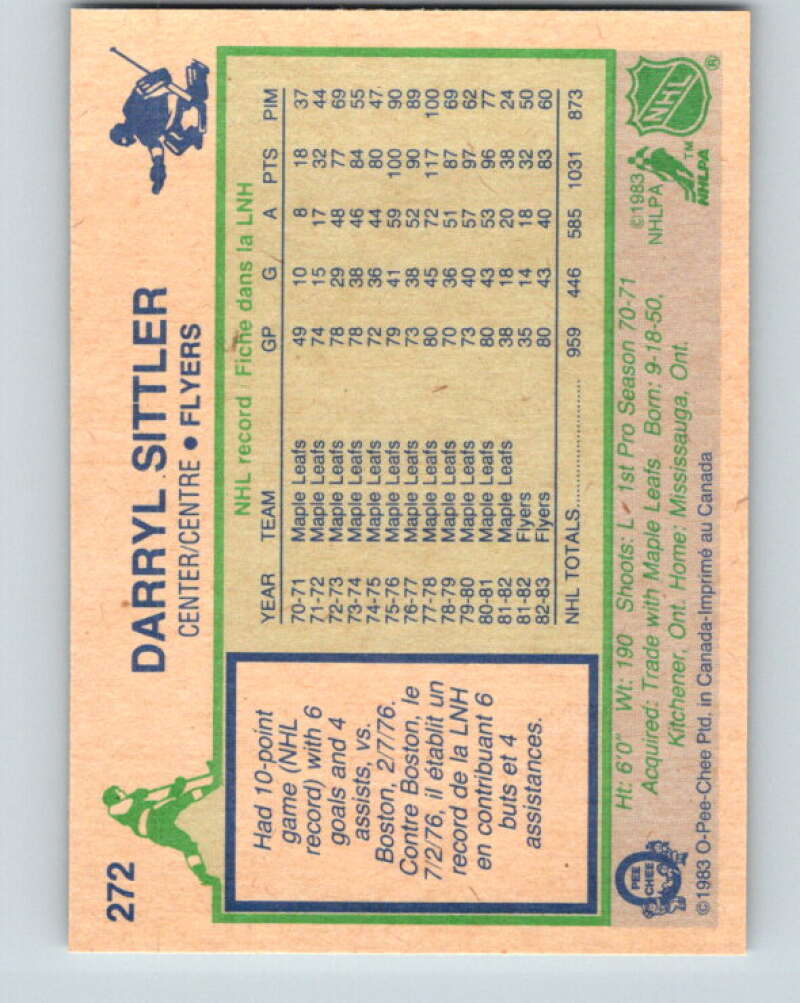 272
DARRYL SITTLER
CENTER/CENTRE • FLYERS
Had 10-point
game (NHL
record) with 6
goals and 4
assists, vs.
Boston, 2/7/76.
Contre Boston, le
7/2/76, il établit un
record de la LNH
en contribuant 6
buts et 4
assistances.
NHL record / Fiche dans la LNH
YEAR TEAM GP G A PTS PIM
70-71 Maple Leafs 49 10 8 18 37
71-72 Maple Leafs 74 15 17 32 44
72-73 Maple Leafs 78 29 48 77 69
73-74 Maple Leafs 78 38 46 84 55
74-75 Maple Leafs 72 36 44 80 47
75-76 Maple Leafs 79 41 59 100 90
76-77 Maple Leafs 73 38 52 90 89
77-78 Maple Leafs 80 45 72 117 100
78-79 Maple Leafs 70 36 51 87 69
79-80 Maple Leafs 73 40 57 97 62
80-81 Maple Leafs 80 43 53 96 77
81-82 Maple Leafs 38 18 20 38 24
81-82 Flyers 35 14 18 32 50
82-83 Flyers 80 43 40 83 60
NHL TOTALS 959 446 585 1031 873
Ht: 6'0" Wt: 190 Shoots: L 1st Pro Season 70-71
Acquired: Trade with Maple Leafs Born: 9-18-50,
Kitchener, Ont. Home: Mississauga, Ont.
©1983 O-Pee-Chee Ptd. in Canada-Imprimé au Canada
O
PEE
CHEE
©1983
NHLPA
TM
NHLPA
NHL
®